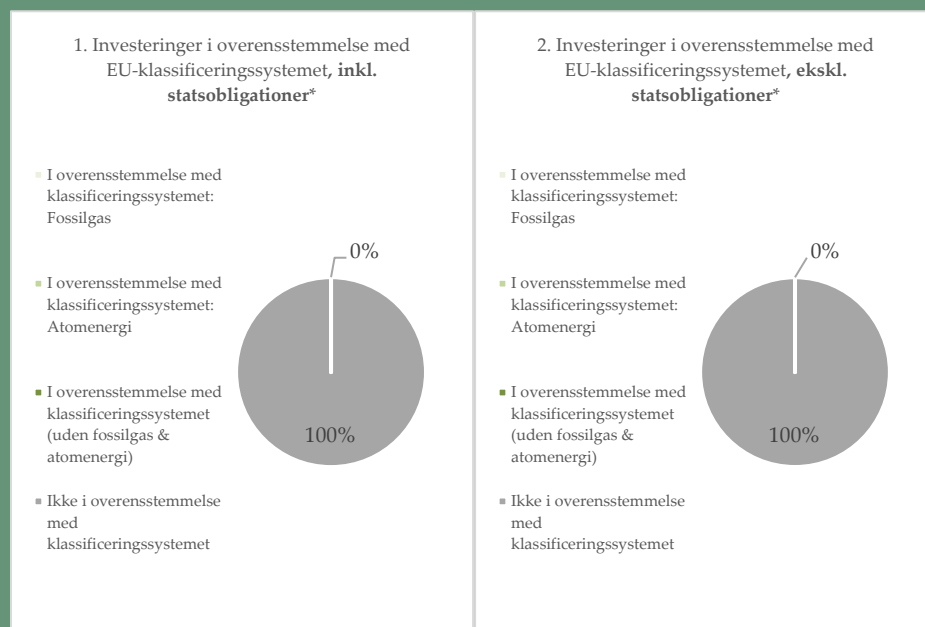 1. Investeringer i overensstemmelse med
EU-klassificeringssystemet, inkl.
statsobligationer*
I overensstemmelse med
klassificeringssystemet:
Fossilgas
I overensstemmelse med
klassificeringssystemet:
Atomenergi
I overensstemmelse med
klassificeringssystemet
(uden fossilgas &
atomenergi)
Ikke i overensstemmelse
med
klassificeringssystemet
0%
100%
2. Investeringer i overensstemmelse med
EU-klassificeringssystemet, ekskl.
statsobligationer*
I overensstemmelse med
klassificeringssystemet:
Fossilgas
I overensstemmelse med
klassificeringssystemet:
Atomenergi
I overensstemmelse med
klassificeringssystemet
(uden fossilgas &
atomenergi)
Ikke i overensstemmelse
med
klassificeringssystemet
0%
100%